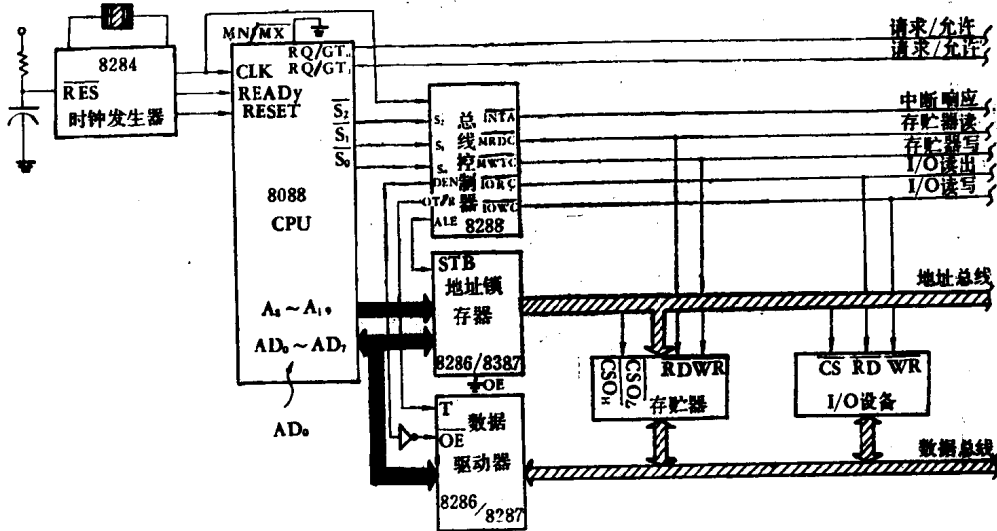 8284
RES
时钟发生器
MN/MX
RQ/GT
RQ/GT
CLK
READy
RESET
S2
S1
S0
8088
CPU
A8～A19
AD0～AD7
AD0
总线控制器
S2
S1
DEN
ALE
INTA
MRDC
MWTC
IORC
IOWC
8288
STB
地址锁
存器
8286/8387
OE
T
数据
OE
驱动器
8286/8287
请求/允许
请求/允许
中断响应
存贮器读
存贮器写
I/O读出
I/O读写
地址总线
RD WR
存贮器
CS RD WR
I/O设备
数据总线